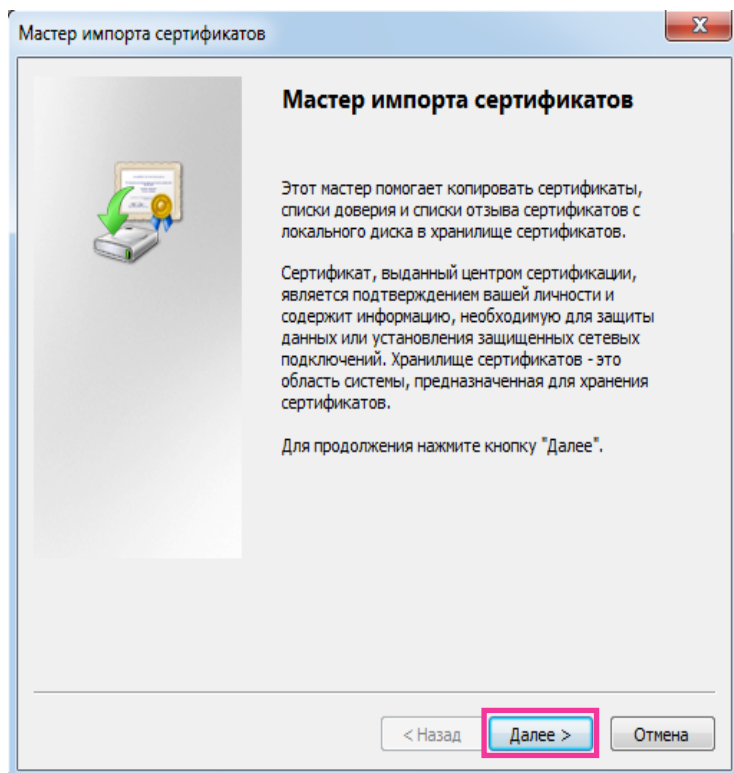 Мастер импорта сертификатов
X
Мастер импорта сертификатов
Этот мастер помогает копировать сертификаты,
списки доверия и списки отзыва сертификатов с
локального диска в хранилище сертификатов.
Сертификат, выданный центром сертификации,
является подтверждением вашей личности и
содержит информацию, необходимую для защиты
данных или установления защищенных сетевых
подключений. Хранилище сертификатов - это
область системы, предназначенная для хранения
сертификатов.
Для продолжения нажмите кнопку "Далее".
< Назад Далее > Отмена